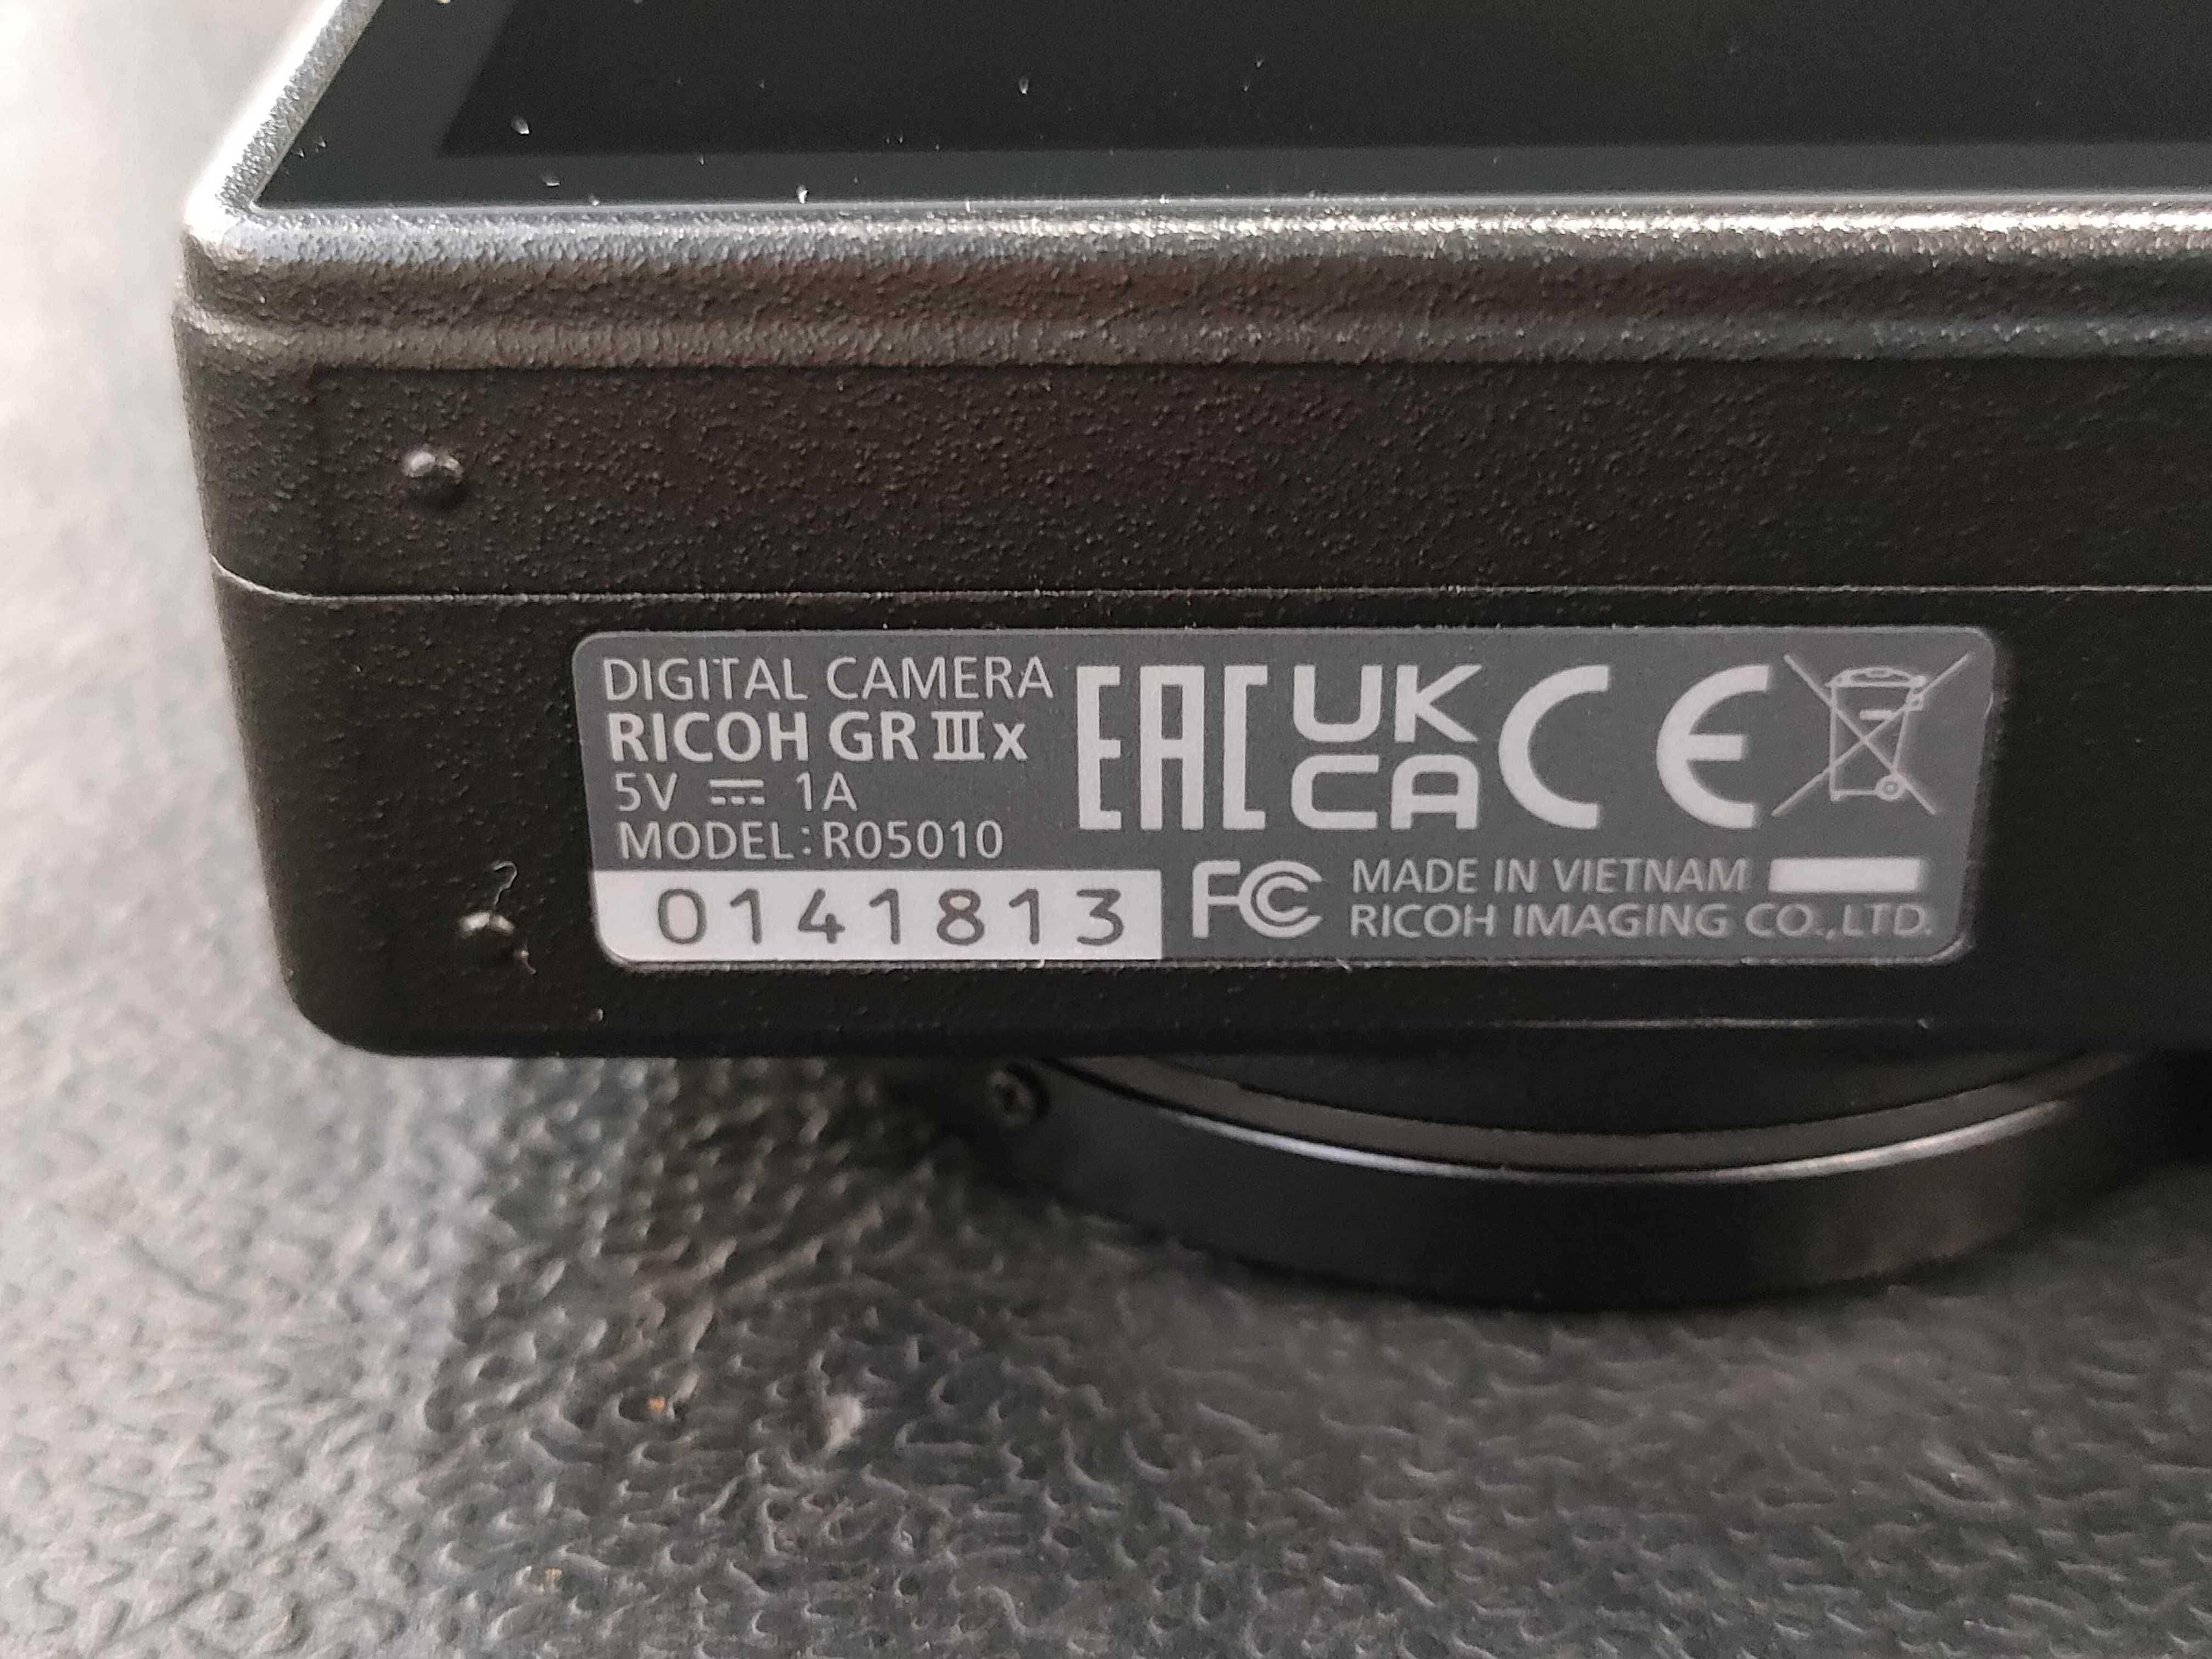 DIGITAL CAMERA
RICOH GR IIIx
5V ⎓ 1A
MODEL:R05010
0141813
EAC
UK
CA
CE
FC
MADE IN VIETNAM
RICOH IMAGING CO.,LTD.